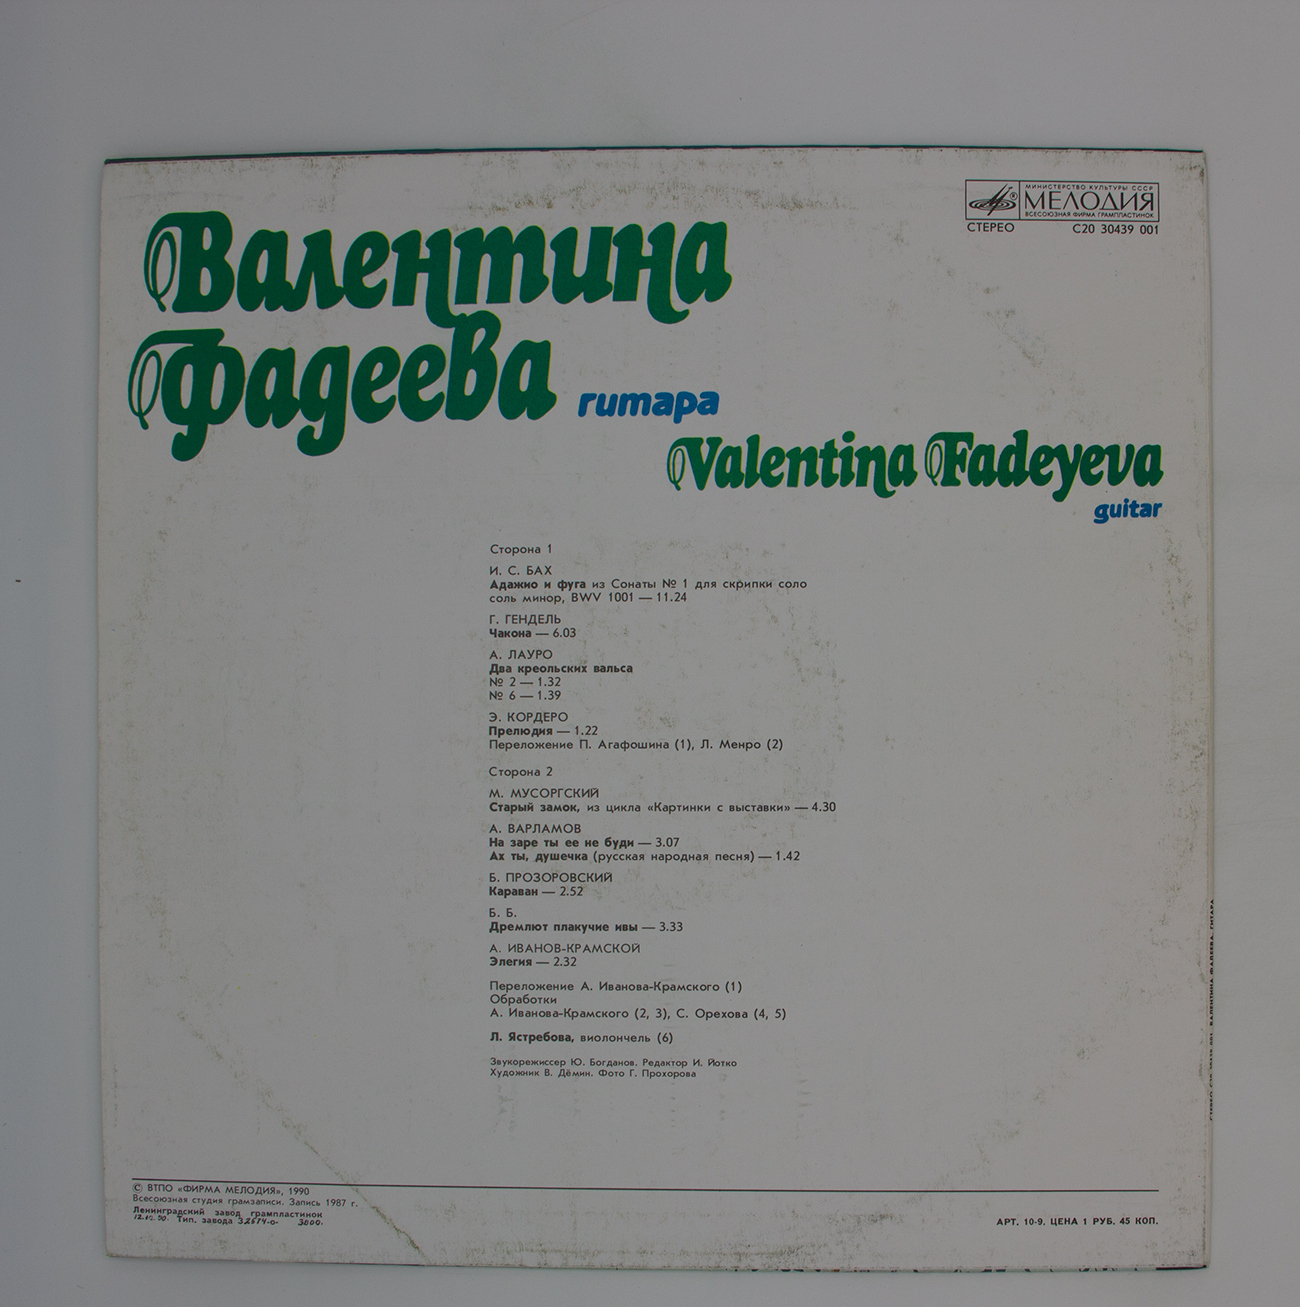 МИНИСТЕРСТВО КУЛЬТУРЫ СССР
МЕЛОДИЯ
ВСЕСОЮЗНАЯ ФИРМА ГРАМПЛАСТИНОК
СТЕРЕО С20 30439 001
Валентина
Фадеева
гитара
Valentina Fadeyeva
guitar
Сторона 1
И. С. БАХ
Адажио и фуга из Сонаты № 1 для скрипки соло
соль минор, BWV 1001 — 11.24
Г. ГЕНДЕЛЬ
Чакона — 6.03
А. ЛАУРО
Два креольских вальса
№ 2 — 1.32
№ 6 — 1.39
Э. КОРДЕРО
Прелюдия — 1.22
Переложение П. Агафошина (1), Л. Менро (2)
Сторона 2
М. МУСОРГСКИЙ
Старый замок, из цикла «Картинки с выставки» — 4.30
А. ВАРЛАМОВ
На заре ты ее не буди — 3.07
Ах ты, душечка (русская народная песня) — 1.42
Б. ПРОЗОРОВСКИЙ
Караван — 2.52
Б. Б.
Дремлют плакучие ивы — 3.33
А. ИВАНОВ-КРАМСКОЙ
Элегия — 2.32
Переложение А. Иванова-Крамского (1)
Обработки
А. Иванова-Крамского (2, 3), С. Орехова (4, 5)
Л. Ястребова, виолончель (6)
Звукорежиссер Ю. Богданов. Редактор И. Йотко
Художник В. Дёмин. Фото Г. Прохорова
© ВТПО «ФИРМА МЕЛОДИЯ», 1990
Всесоюзная студия грамзаписи. Запись 1987 г.
Ленинградский завод грампластинок
Тип. завода 3000.
АРТ. 10-9. ЦЕНА 1 РУБ. 45 КОП.